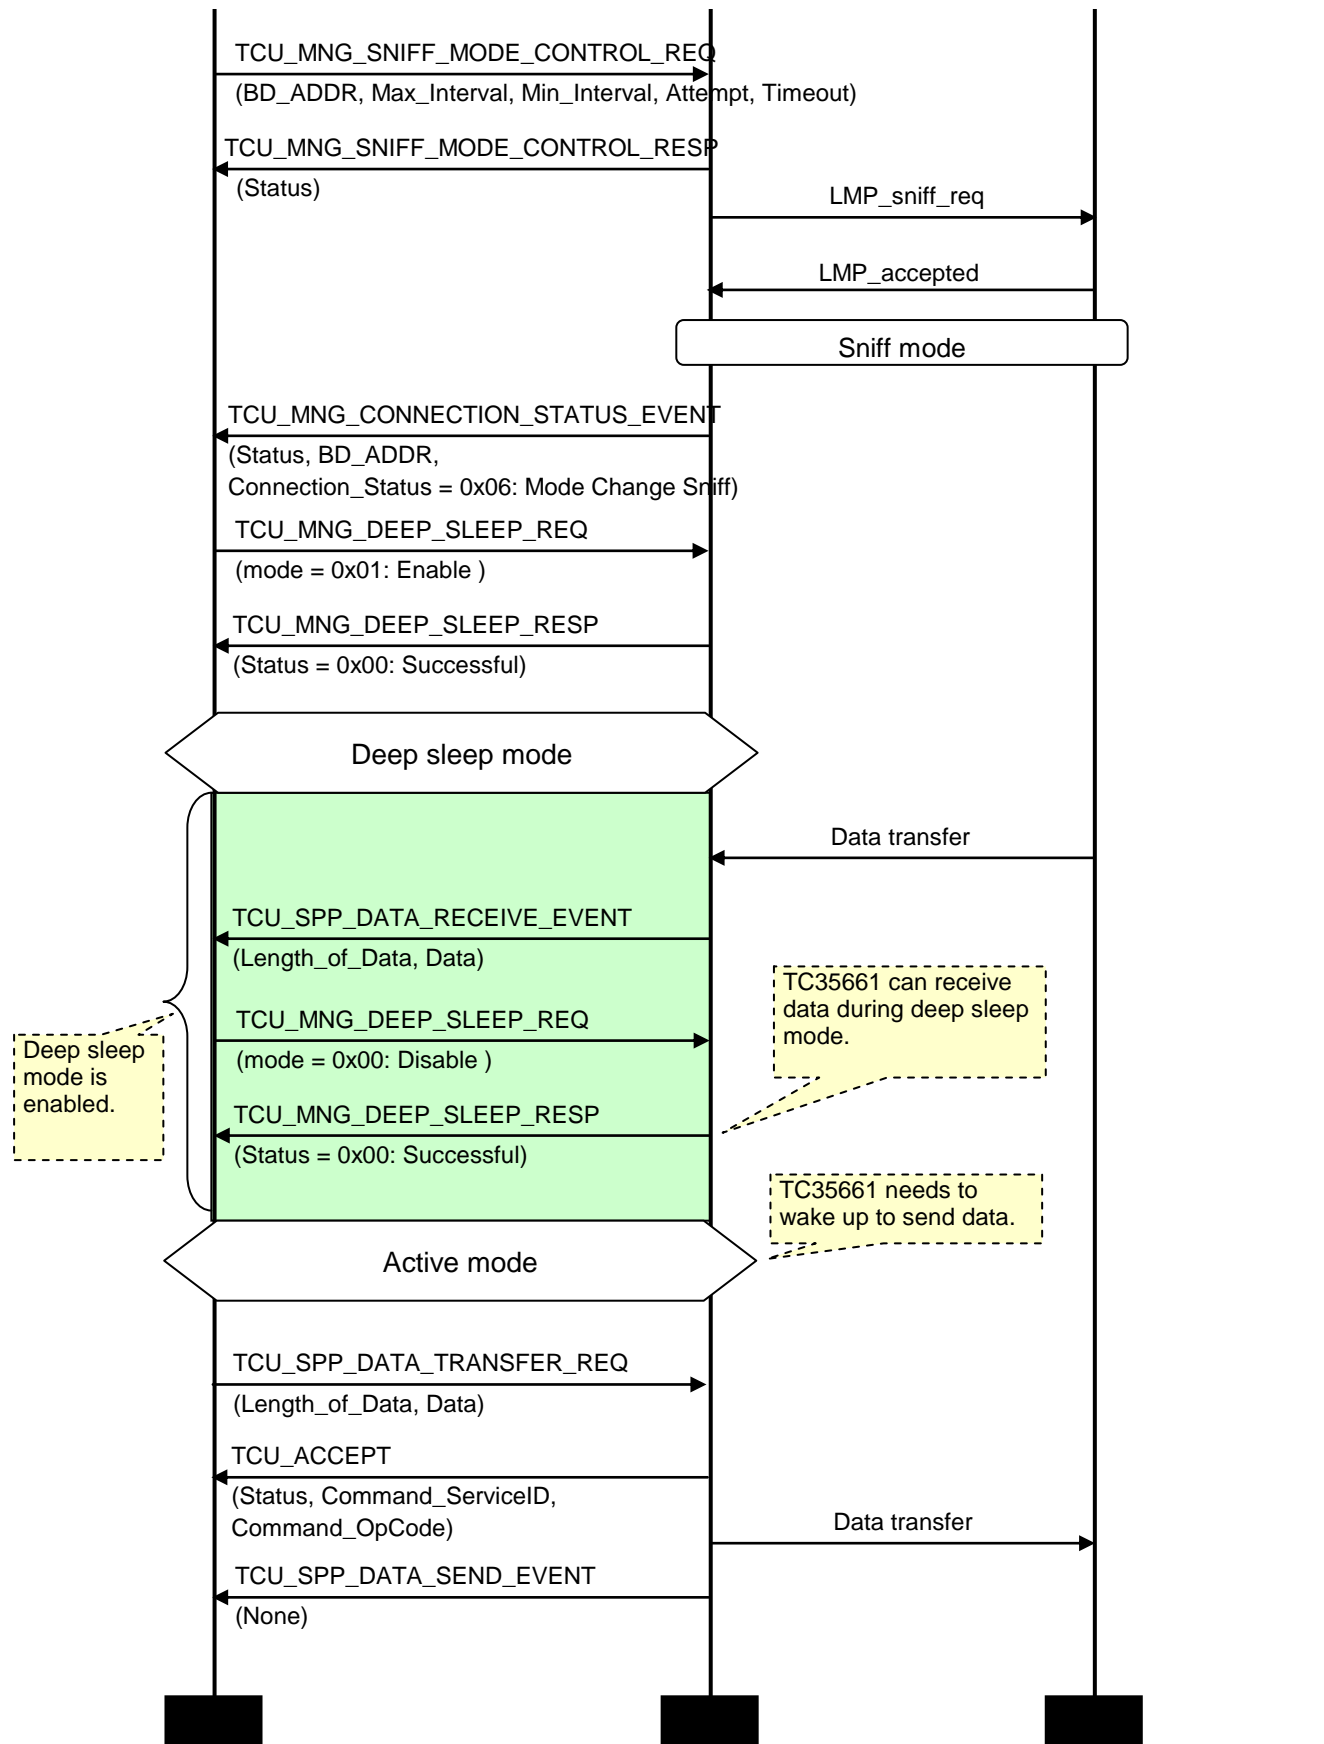 TCU_MNG_SNIFF_MODE_CONTROL_REQ
(BD_ADDR, Max_Interval, Min_Interval, Attempt, Timeout)
TCU_MNG_SNIFF_MODE_CONTROL_RESP
(Status)
LMP_sniff_req
LMP_accepted
Sniff mode
TCU_MNG_CONNECTION_STATUS_EVENT
(Status, BD_ADDR,
Connection_Status = 0x06: Mode Change Sniff)
TCU_MNG_DEEP_SLEEP_REQ
(mode = 0x01: Enable )
TCU_MNG_DEEP_SLEEP_RESP
(Status = 0x00: Successful)
Deep sleep mode
Data transfer
TCU_SPP_DATA_RECEIVE_EVENT
(Length_of_Data, Data)
TC35661 can receive
data during deep sleep
mode.
TCU_MNG_DEEP_SLEEP_REQ
(mode = 0x00: Disable )
Deep sleep
mode is
enabled.
TCU_MNG_DEEP_SLEEP_RESP
(Status = 0x00: Successful)
TC35661 needs to
wake up to send data.
Active mode
TCU_SPP_DATA_TRANSFER_REQ
(Length_of_Data, Data)
TCU_ACCEPT
(Status, Command_ServiceID,
Command_OpCode)
Data transfer
TCU_SPP_DATA_SEND_EVENT
(None)